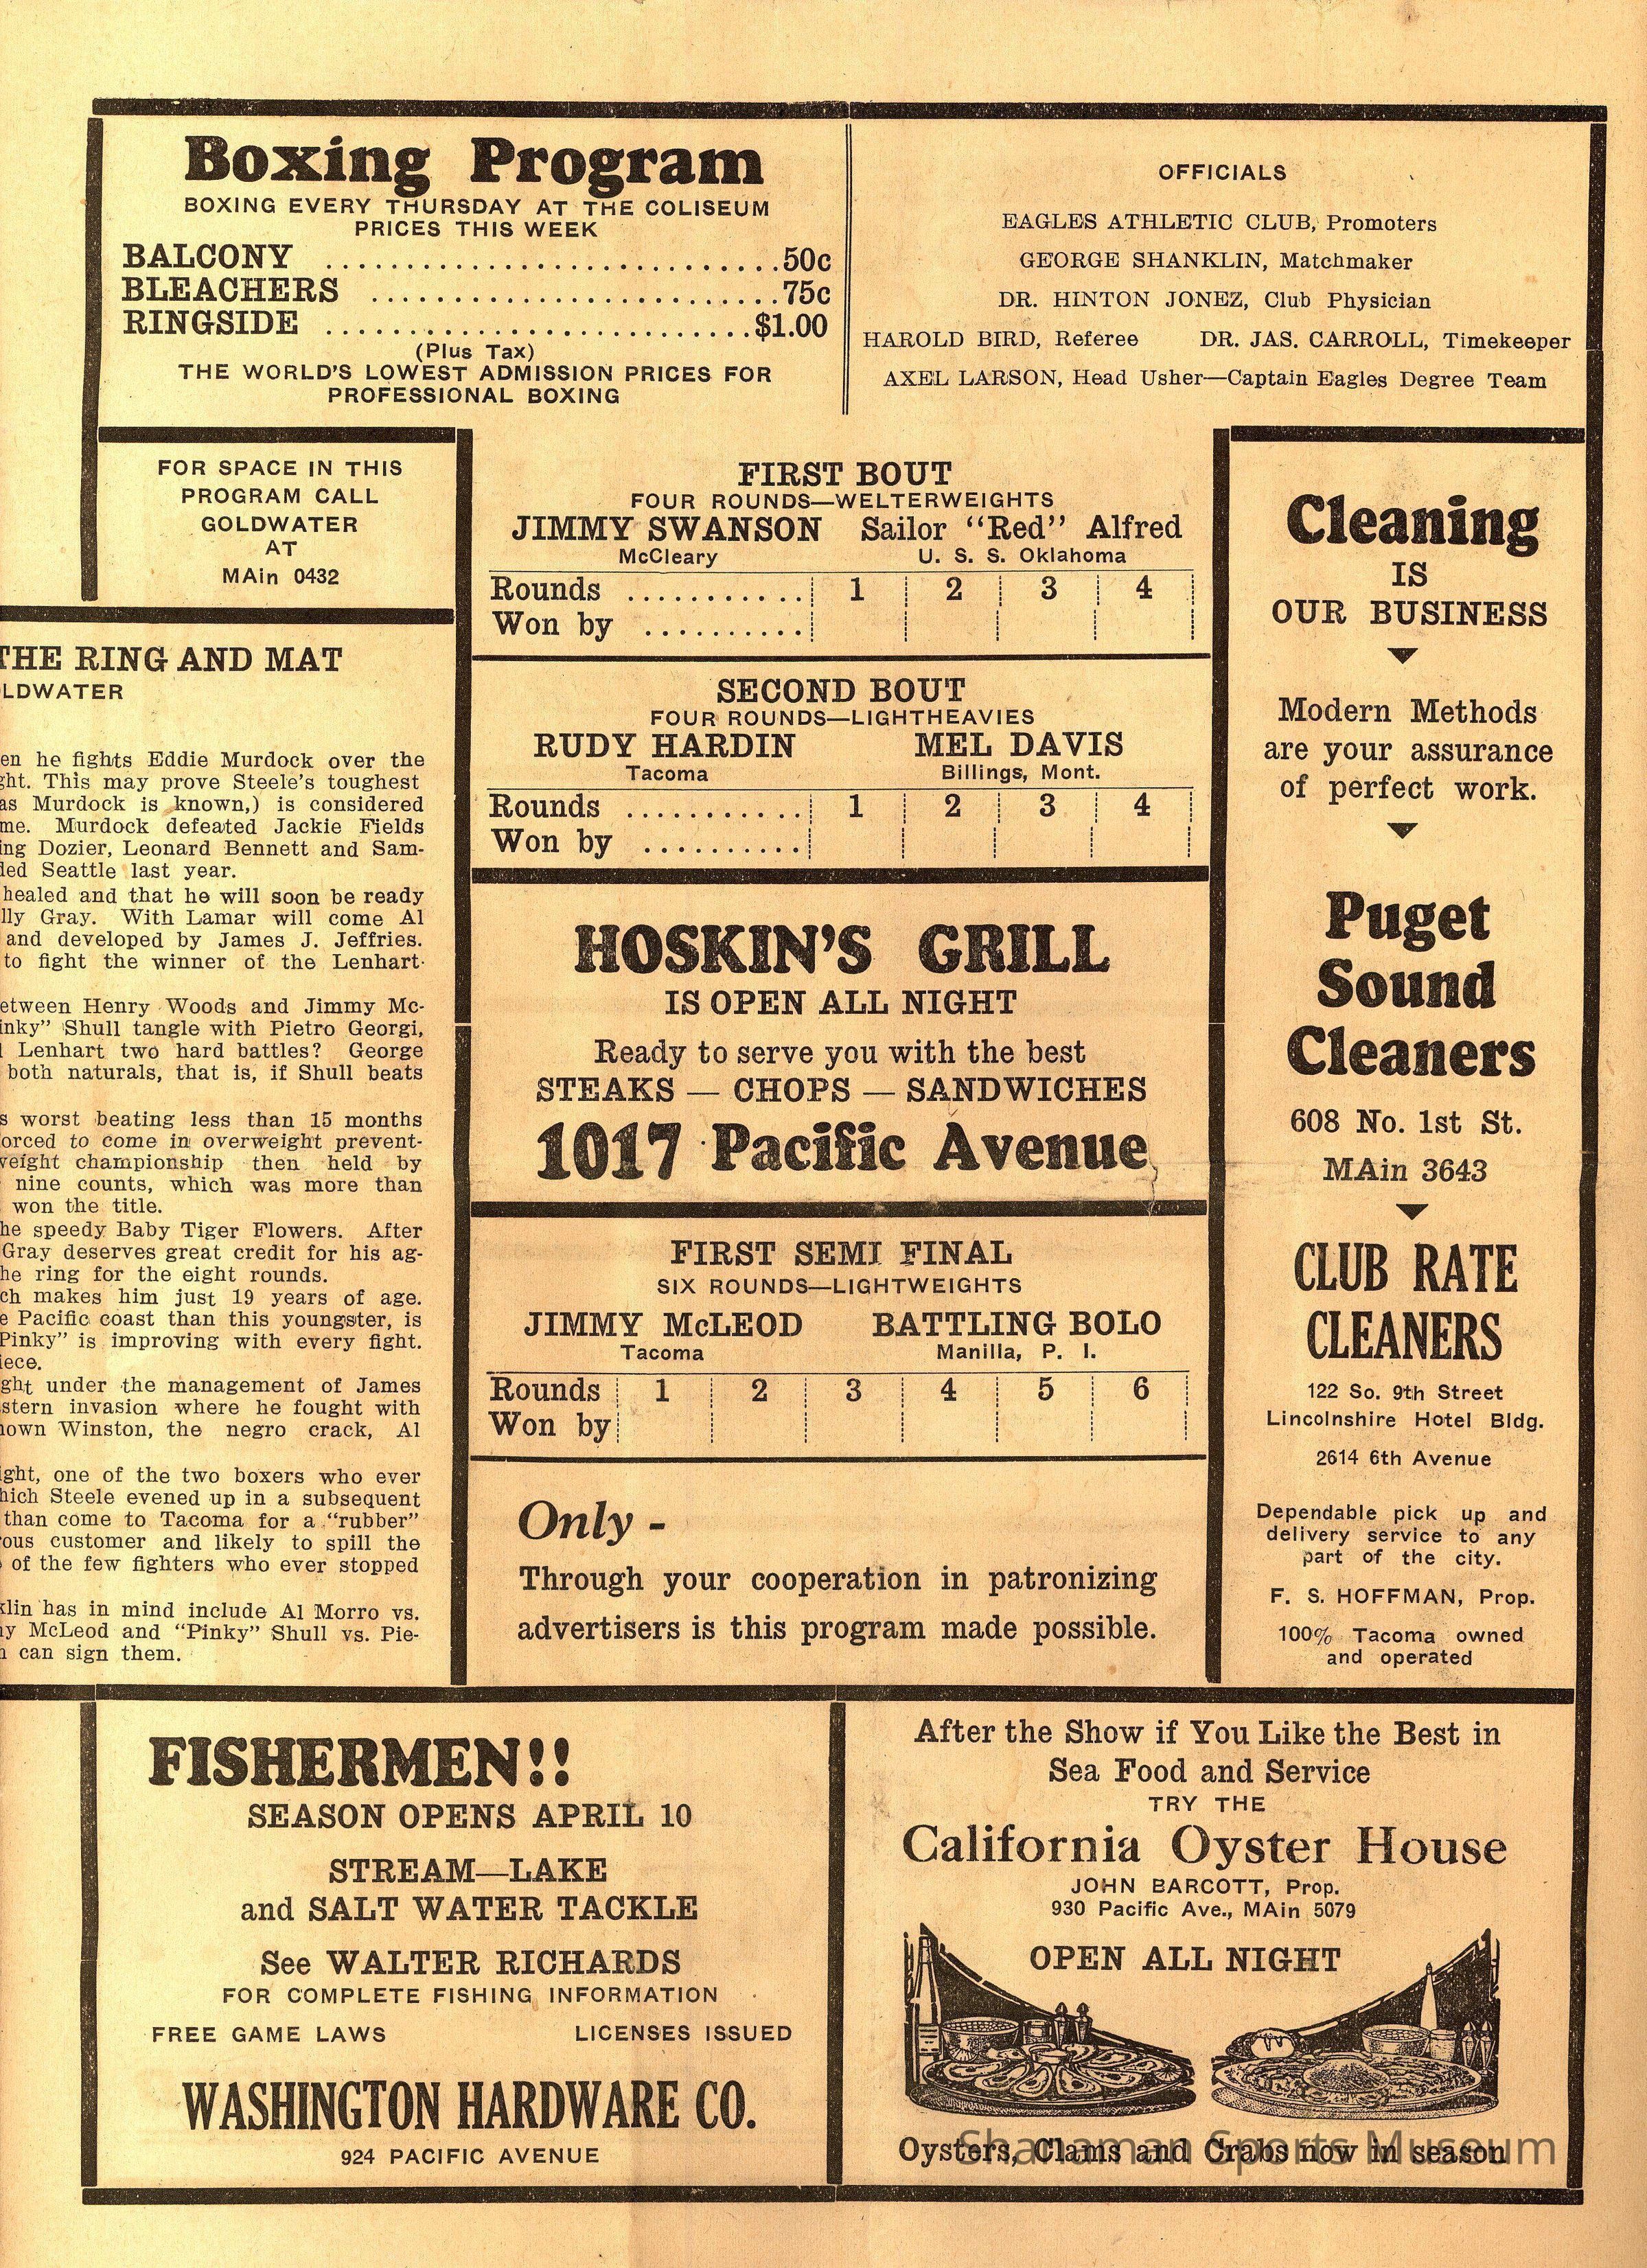 Boxing Program
BOXING EVERY THURSDAY AT THE COLISEUM
PRICES THIS WEEK
BALCONY ............................50c
BLEACHERS .........................75c
RINGSIDE ..........................$1.00
(Plus Tax)
THE WORLD'S LOWEST ADMISSION PRICES FOR
PROFESSIONAL BOXING
OFFICIALS
EAGLES ATHLETIC CLUB, Promoters
GEORGE SHANKLIN, Matchmaker
DR. HINTON JONEZ, Club Physician
HAROLD BIRD, Referee DR. JAS. CARROLL, Timekeeper
AXEL LARSON, Head Usher—Captain Eagles Degree Team
FOR SPACE IN THIS
PROGRAM CALL
GOLDWATER
AT
MAin 0432
THE RING AND MAT
LDWATER
en he fights Eddie Murdock over the
ght. This may prove Steele's toughest
as Murdock is known,) is considered
me. Murdock defeated Jackie Fields
ing Dozier, Leonard Bennett and Sam-
ded Seattle last year.
healed and that he will soon be ready
lly Gray. With Lamar will come Al
and developed by James J. Jeffries.
to fight the winner of the Lenhart-
etween Henry Woods and Jimmy Mc-
inky" Shull tangle with Pietro Georgi,
l Lenhart two hard battles? George
both naturals, that is, if Shull beats
s worst beating less than 15 months
orced to come in overweight prevent-
veight championship then held by
nine counts, which was more than
won the title.
he speedy Baby Tiger Flowers. After
Gray deserves great credit for his ag-
he ring for the eight rounds.
ch makes him just 19 years of age.
e Pacific coast than this youngster, is
Pinky" is improving with every fight.
iece.
ght under the management of James
stern invasion where he fought with
nown Winston, the negro crack, Al
ight, one of the two boxers who ever
hich Steele evened up in a subsequent
than come to Tacoma for a "rubber"
rous customer and likely to spill the
of the few fighters who ever stopped
klin has in mind include Al Morro vs.
y McLeod and "Pinky" Shull vs. Pie-
n can sign them.
FIRST BOUT
FOUR ROUNDS—WELTERWEIGHTS
JIMMY SWANSON Sailor "Red" Alfred
McCleary U. S. S. Oklahoma
Rounds ........... 1 2 3 4
Won by ..........
SECOND BOUT
FOUR ROUNDS—LIGHTHEAVIES
RUDY HARDIN MEL DAVIS
Tacoma Billings, Mont.
Rounds ........... 1 2 3 4
Won by ..........
HOSKIN'S GRILL
IS OPEN ALL NIGHT
Ready to serve you with the best
STEAKS — CHOPS — SANDWICHES
1017 Pacific Avenue
FIRST SEMI FINAL
SIX ROUNDS—LIGHTWEIGHTS
JIMMY McLEOD BATTLING BOLO
Tacoma Manilla, P. I.
Rounds 1 2 3 4 5 6
Won by
Only -
Through your cooperation in patronizing
advertisers is this program made possible.
Cleaning
IS
OUR BUSINESS
Modern Methods
are your assurance
of perfect work.
Puget
Sound
Cleaners
608 No. 1st St.
MAin 3643
CLUB RATE
CLEANERS
122 So. 9th Street
Lincolnshire Hotel Bldg.
2614 6th Avenue
Dependable pick up and
delivery service to any
part of the city.
F. S. HOFFMAN, Prop.
100% Tacoma owned
and operated
FISHERMEN!!
SEASON OPENS APRIL 10
STREAM—LAKE
and SALT WATER TACKLE
See WALTER RICHARDS
FOR COMPLETE FISHING INFORMATION
FREE GAME LAWS LICENSES ISSUED
WASHINGTON HARDWARE CO.
924 PACIFIC AVENUE
After the Show if You Like the Best in
Sea Food and Service
TRY THE
California Oyster House
JOHN BARCOTT, Prop.
930 Pacific Ave., MAin 5079
OPEN ALL NIGHT
Oysters, Clams and Crabs now in season
Shanaman Sports Museum